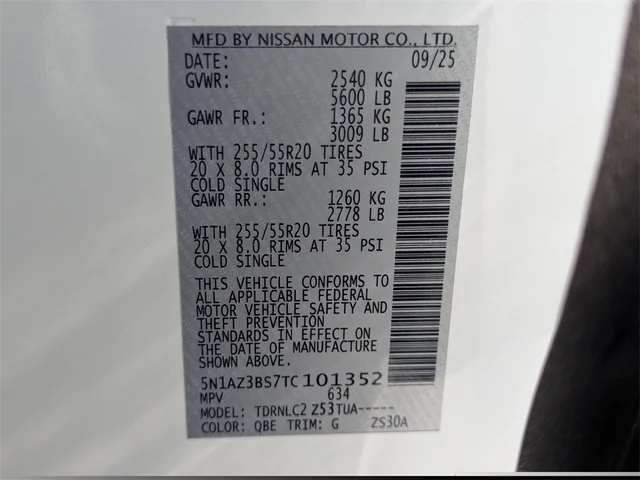 MFD BY NISSAN MOTOR CO., LTD.
DATE: 09/25
GVWR: 2540 KG
5600 LB
GAWR FR.: 1365 KG
3009 LB
WITH 255/55R20 TIRES
20 X 8.0 RIMS AT 35 PSI
COLD SINGLE
GAWR RR.: 1260 KG
2778 LB
WITH 255/55R20 TIRES
20 X 8.0 RIMS AT 35 PSI
COLD SINGLE
THIS VEHICLE CONFORMS TO
ALL APPLICABLE FEDERAL
MOTOR VEHICLE SAFETY AND
THEFT PREVENTION
STANDARDS IN EFFECT ON
THE DATE OF MANUFACTURE
SHOWN ABOVE.
5N1AZ3BS7TC101352
MPV 634
MODEL: TDRNLC2 Z53TUA-----
COLOR: QBE TRIM: G ZS30A